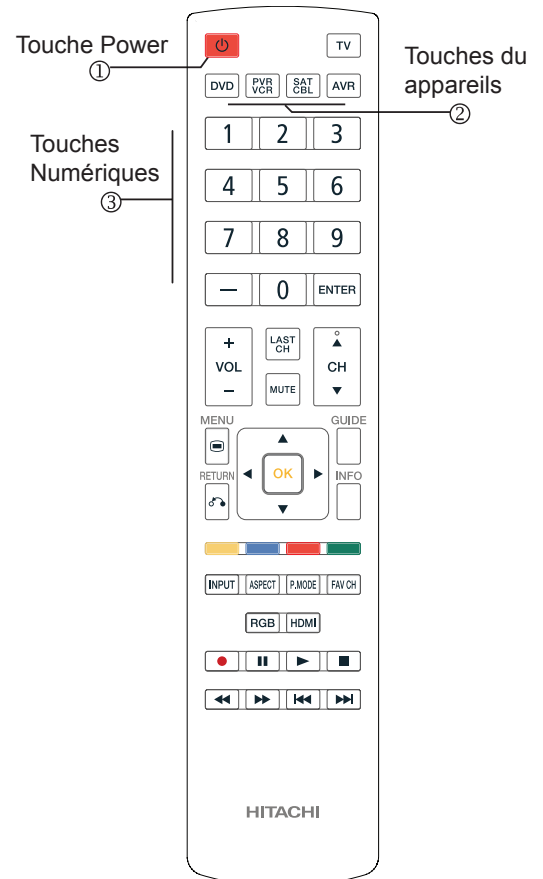 Touche Power
①
TV
Touches du
appareils
②
DVD PVR VCR SAT CBL AVR
Touches
Numériques
③
1 2 3
4 5 6
7 8 9
— 0 ENTER
+ LAST CH
VOL CH
− MUTE
MENU GUIDE
OK
RETURN INFO
INPUT ASPECT P.MODE FAV CH
RGB HDMI
HITACHI